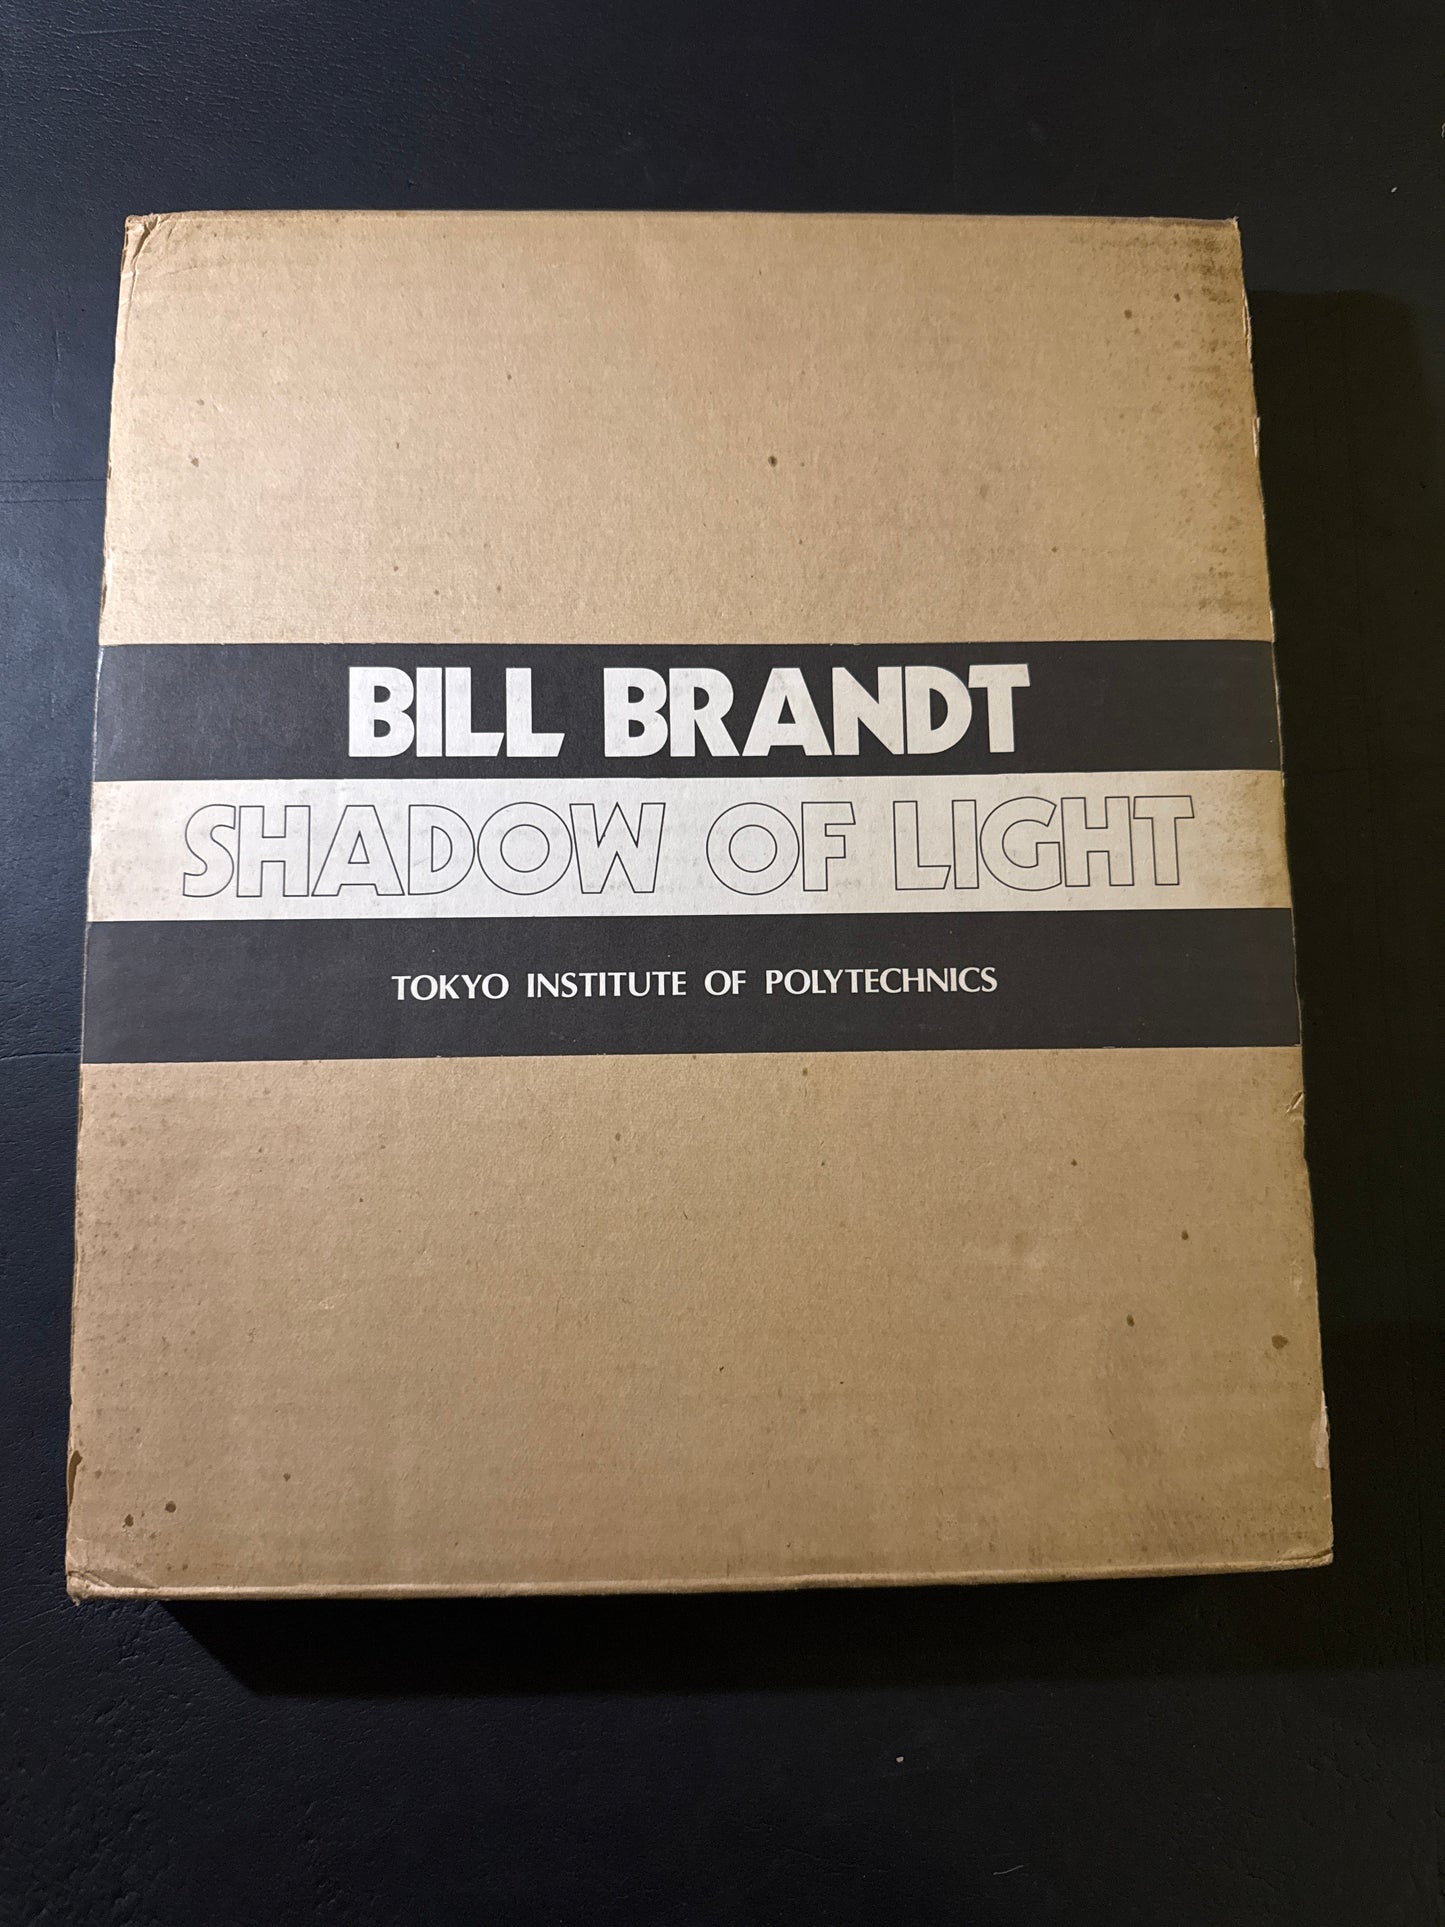 BILL BRANDT
SHADOW OF LIGHT
TOKYO INSTITUTE OF POLYTECHNICS